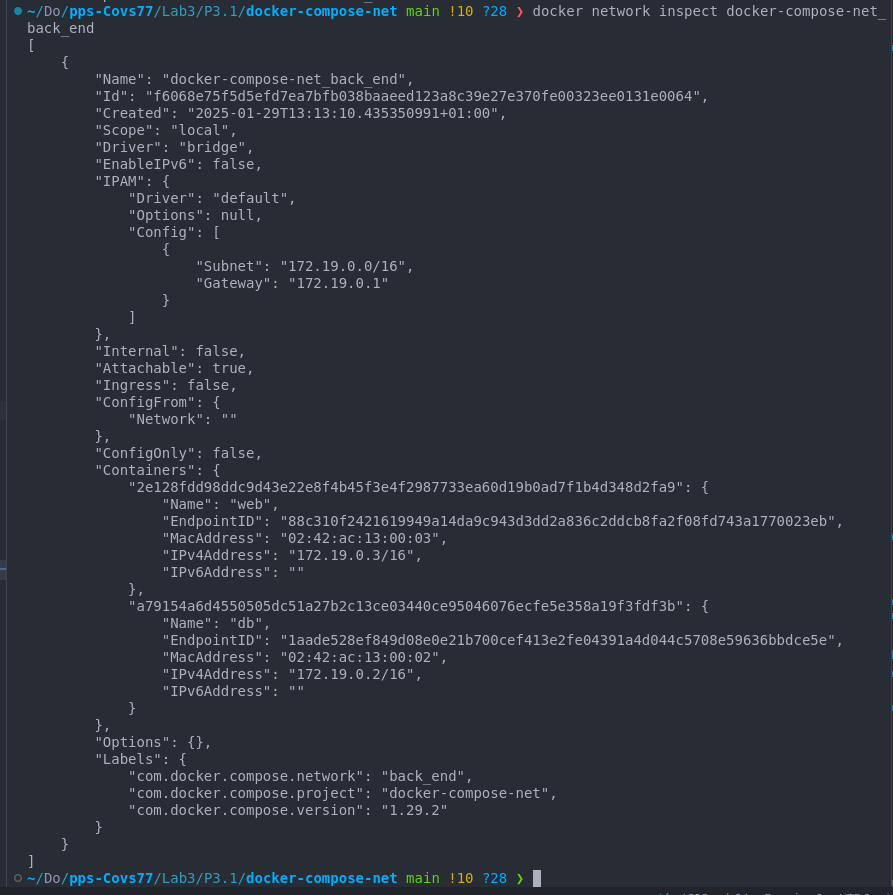 ~/Do/pps-Covs77/Lab3/P3.1/docker-compose-net main !10 ?28 ❯ docker network inspect docker-compose-net_
back_end
[
    {
        "Name": "docker-compose-net_back_end",
        "Id": "f6068e75f5d5efd7ea7bfb038baaeed123a8c39e27e370fe00323ee0131e0064",
        "Created": "2025-01-29T13:13:10.435350991+01:00",
        "Scope": "local",
        "Driver": "bridge",
        "EnableIPv6": false,
        "IPAM": {
            "Driver": "default",
            "Options": null,
            "Config": [
                {
                    "Subnet": "172.19.0.0/16",
                    "Gateway": "172.19.0.1"
                }
            ]
        },
        "Internal": false,
        "Attachable": true,
        "Ingress": false,
        "ConfigFrom": {
            "Network": ""
        },
        "ConfigOnly": false,
        "Containers": {
            "2e128fdd98ddc9d43e22e8f4b45f3e4f2987733ea60d19b0ad7f1b4d348d2fa9": {
                "Name": "web",
                "EndpointID": "88c310f2421619949a14da9c943d3dd2a836c2ddcb8fa2f08fd743a1770023eb",
                "MacAddress": "02:42:ac:13:00:03",
                "IPv4Address": "172.19.0.3/16",
                "IPv6Address": ""
            },
            "a79154a6d4550505dc51a27b2c13ce03440ce95046076ecfe5e358a19f3fdf3b": {
                "Name": "db",
                "EndpointID": "1aade528ef849d08e0e21b700cef413e2fe04391a4d044c5708e59636bbdce5e",
                "MacAddress": "02:42:ac:13:00:02",
                "IPv4Address": "172.19.0.2/16",
                "IPv6Address": ""
            }
        },
        "Options": {},
        "Labels": {
            "com.docker.compose.network": "back_end",
            "com.docker.compose.project": "docker-compose-net",
            "com.docker.compose.version": "1.29.2"
        }
    }
]
~/Do/pps-Covs77/Lab3/P3.1/docker-compose-net main !10 ?28 ❯